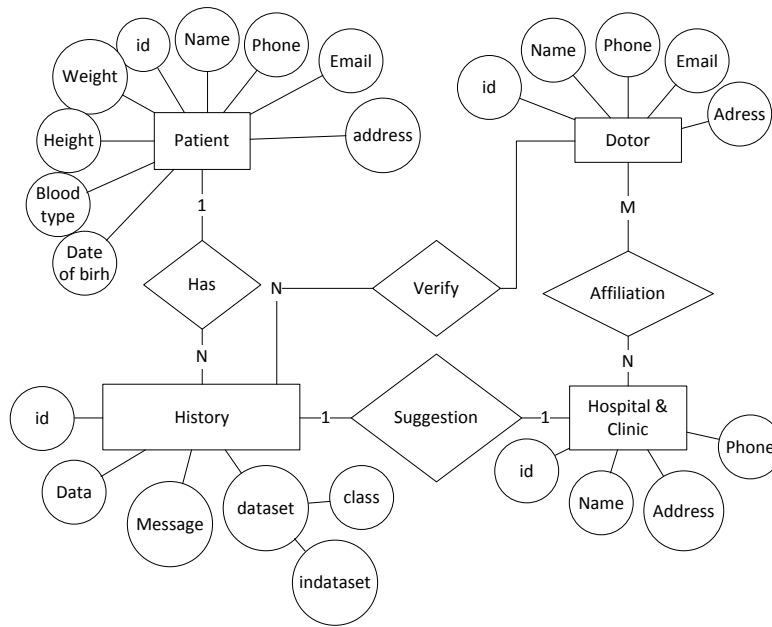 id
Name
Phone
Email
Weight
address
Height
Patient
Blood
type
Date
of birh
1
Has
N
Name
Phone
Email
id
Adress
Dotor
M
N
Verify
Affiliation
N
id
History
1
Suggestion
1
Hospital &
Clinic
Phone
id
Name
Address
Data
Message
dataset
class
indataset